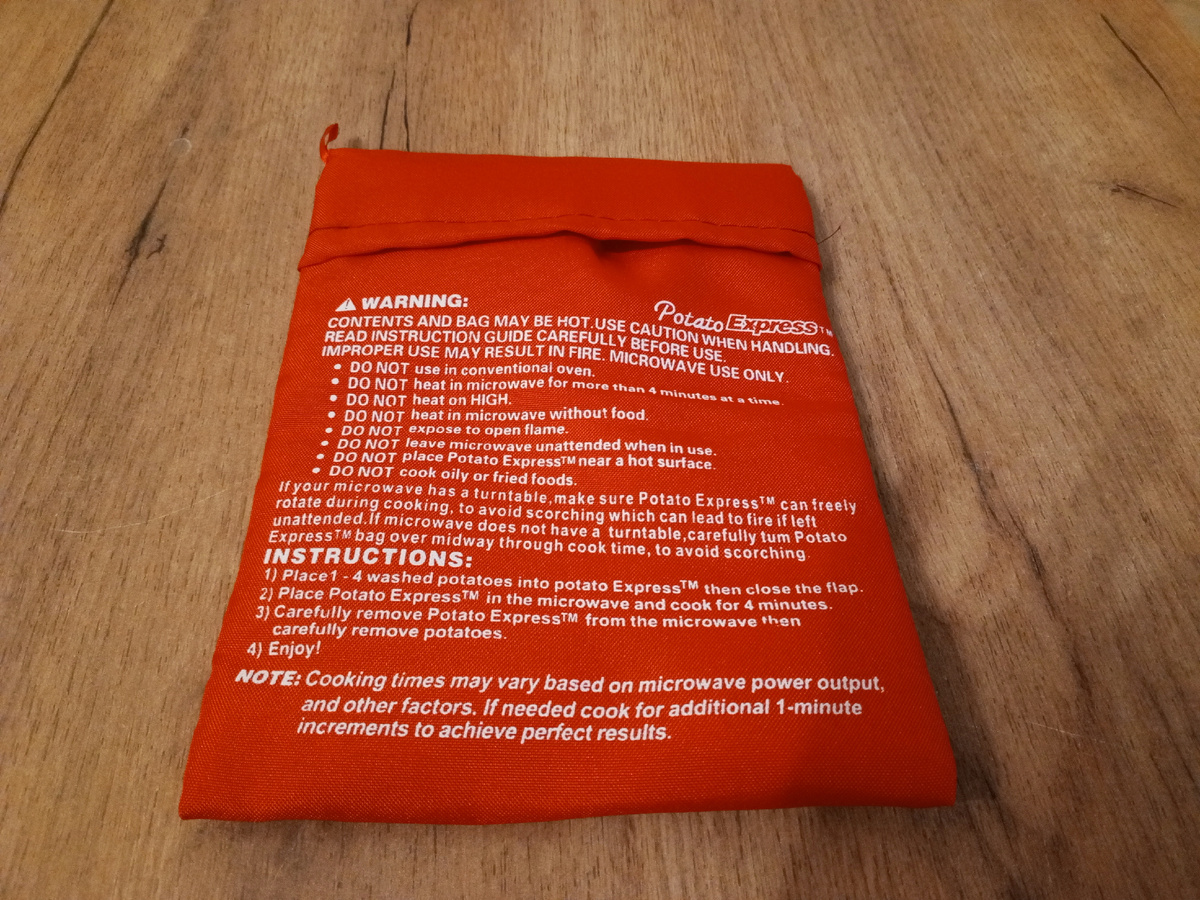 WARNING:
Potato Express™
CONTENTS AND BAG MAY BE HOT.USE CAUTION WHEN HANDLING.
READ INSTRUCTION GUIDE CAREFULLY BEFORE USE.
IMPROPER USE MAY RESULT IN FIRE. MICROWAVE USE ONLY.
• DO NOT use in conventional oven.
• DO NOT heat in microwave for more than 4 minutes at a time.
• DO NOT heat on HIGH.
• DO NOT heat in microwave without food.
• DO NOT expose to open flame.
• DO NOT leave microwave unattended when in use.
• DO NOT place Potato Express™ near a hot surface.
• DO NOT cook oily or fried foods.
If your microwave has a turntable,make sure Potato Express™ can freely
rotate during cooking, to avoid scorching which can lead to fire if left
unattended.If microwave does not have a turntable,carefully tum Potato
Express™ bag over midway through cook time, to avoid scorching.
INSTRUCTIONS:
1) Place1 - 4 washed potatoes into potato Express™ then close the flap.
2) Place Potato Express™ in the microwave and cook for 4 minutes.
3) Carefully remove Potato Express™ from the microwave then
carefully remove potatoes.
4) Enjoy!
NOTE: Cooking times may vary based on microwave power output,
and other factors. If needed cook for additional 1-minute
increments to achieve perfect results.